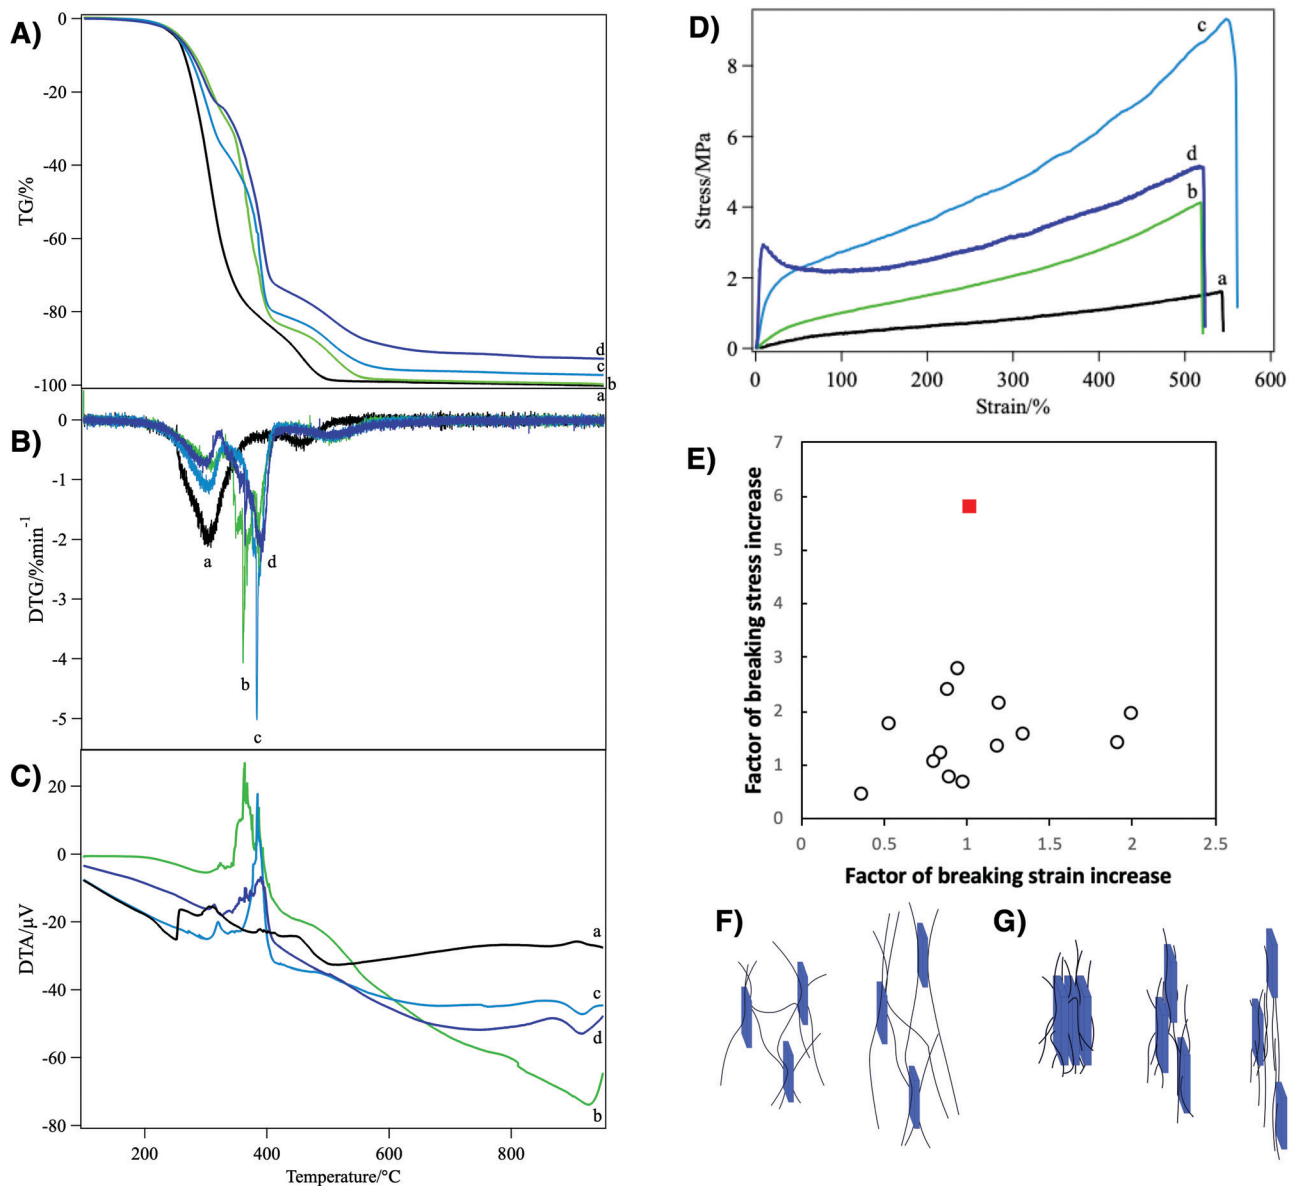 A)
0
-20
-40
-60
-80
-100
TG/%
d
c
b
a
B)
0
-1
-2
-3
-4
-5
DTG/%min-1
a
d
b
c
C)
20
0
-20
-40
-60
-80
DTA/µV
a
c
d
b
200 400 600 800
Temperature/°C
D)
8
6
4
2
0
Stress/MPa
c
d
b
a
0 100 200 300 400 500 600
Strain/%
E)
7
6
5
4
3
2
1
0
Factor of breaking stress increase
0 0.5 1 1.5 2 2.5
Factor of breaking strain increase
F)
G)